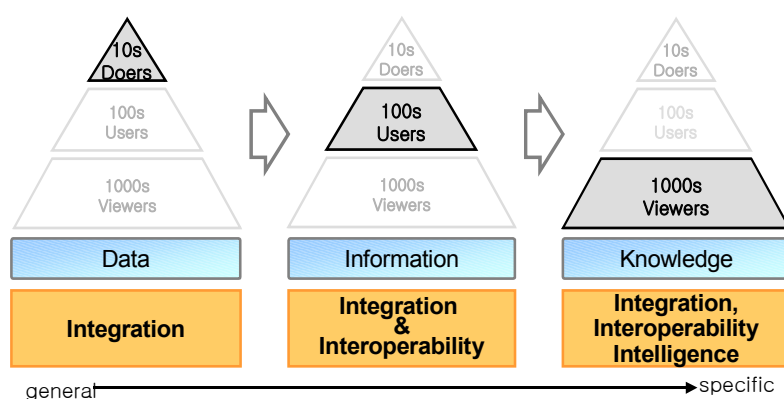 10s
Doers
100s
Users
1000s
Viewers
10s
Doers
100s
Users
1000s
Viewers
10s
Doers
100s
Users
1000s
Viewers
Data
Information
Knowledge
Integration
Integration
&
Interoperability
Integration,
Interoperability
Intelligence
general
specific